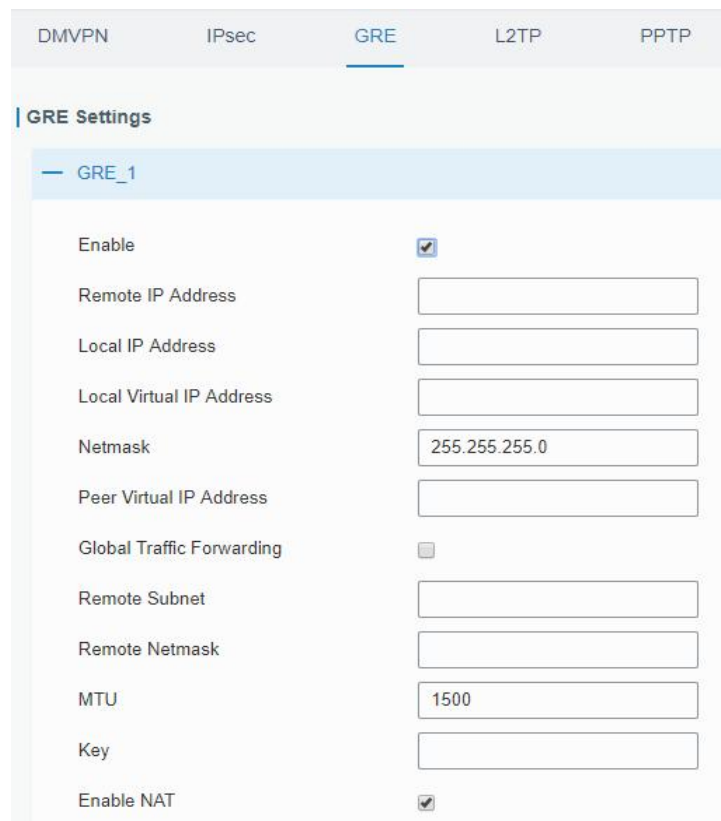 DMVPN IPsec GRE L2TP PPTP
GRE Settings
GRE_1
Enable
Remote IP Address
Local IP Address
Local Virtual IP Address
Netmask 255.255.255.0
Peer Virtual IP Address
Global Traffic Forwarding
Remote Subnet
Remote Netmask
MTU 1500
Key
Enable NAT